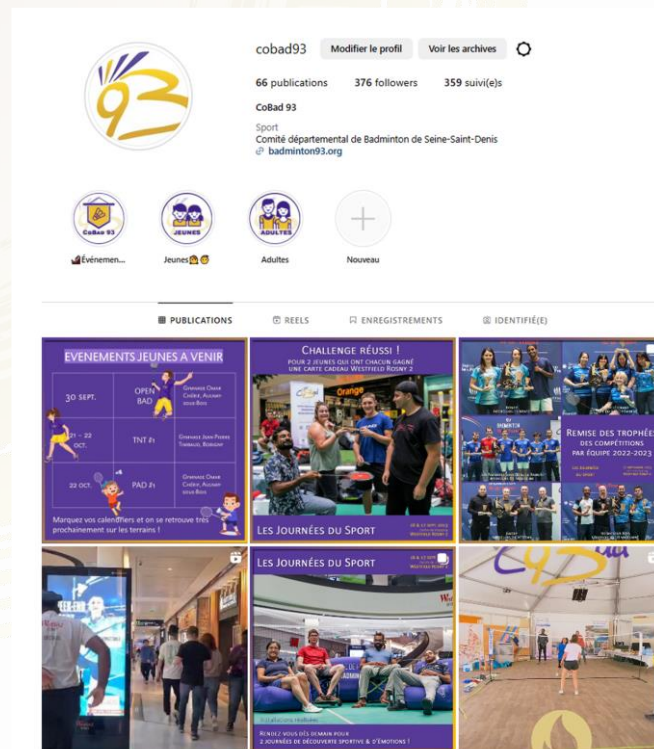 cobad93 Modifier le profil Voir les archives
66 publications 376 followers 359 suivi(e)s
CoBad 93
Sport
Comité départemental de Badminton de Seine-Saint-Denis
badminton93.org
93
CoBad 93
JEUNES
ADULTES
Événemen...
Jeunes
Adultes
Nouveau
PUBLICATIONS
REELS
ENREGISTREMENTS
IDENTIFIÉ(E)
EVENEMENTS JEUNES A VENIR
30 SEPT.
OPEN
BAD
21 – 22
OCT.
TNT #1
22 OCT.
PAD #1
Marquez vos calendriers et on se retrouve très
prochainement sur les terrains !
CHALLENGE RÉUSSI !
POUR 2 JEUNES QUI ONT CHACUN GAGNÉ
UNE CARTE CADEAU WESTFIELD ROSNY 2
Orange
LES JOURNÉES DU SPORT
REMISE DES TROPHÉES
DES COMPÉTITIONS
PAR ÉQUIPE 2022-2023
LES JOURNÉES DU SPORT
RENDEZ-VOUS DÈS DEMAIN POUR
2 JOURNÉES DE DÉCOUVERTE SPORTIVE & D'ÉMOTIONS !